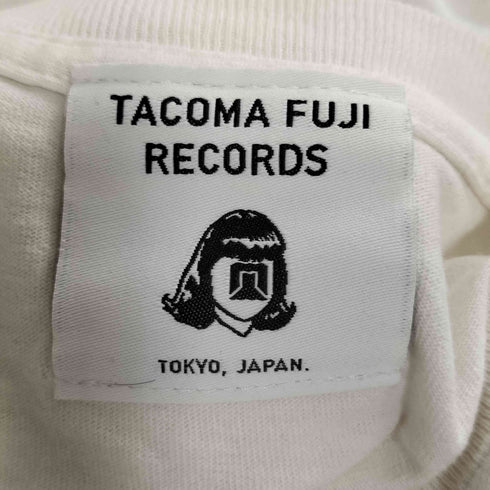 TACOMA FUJI
RECORDS
TOKYO, JAPAN.